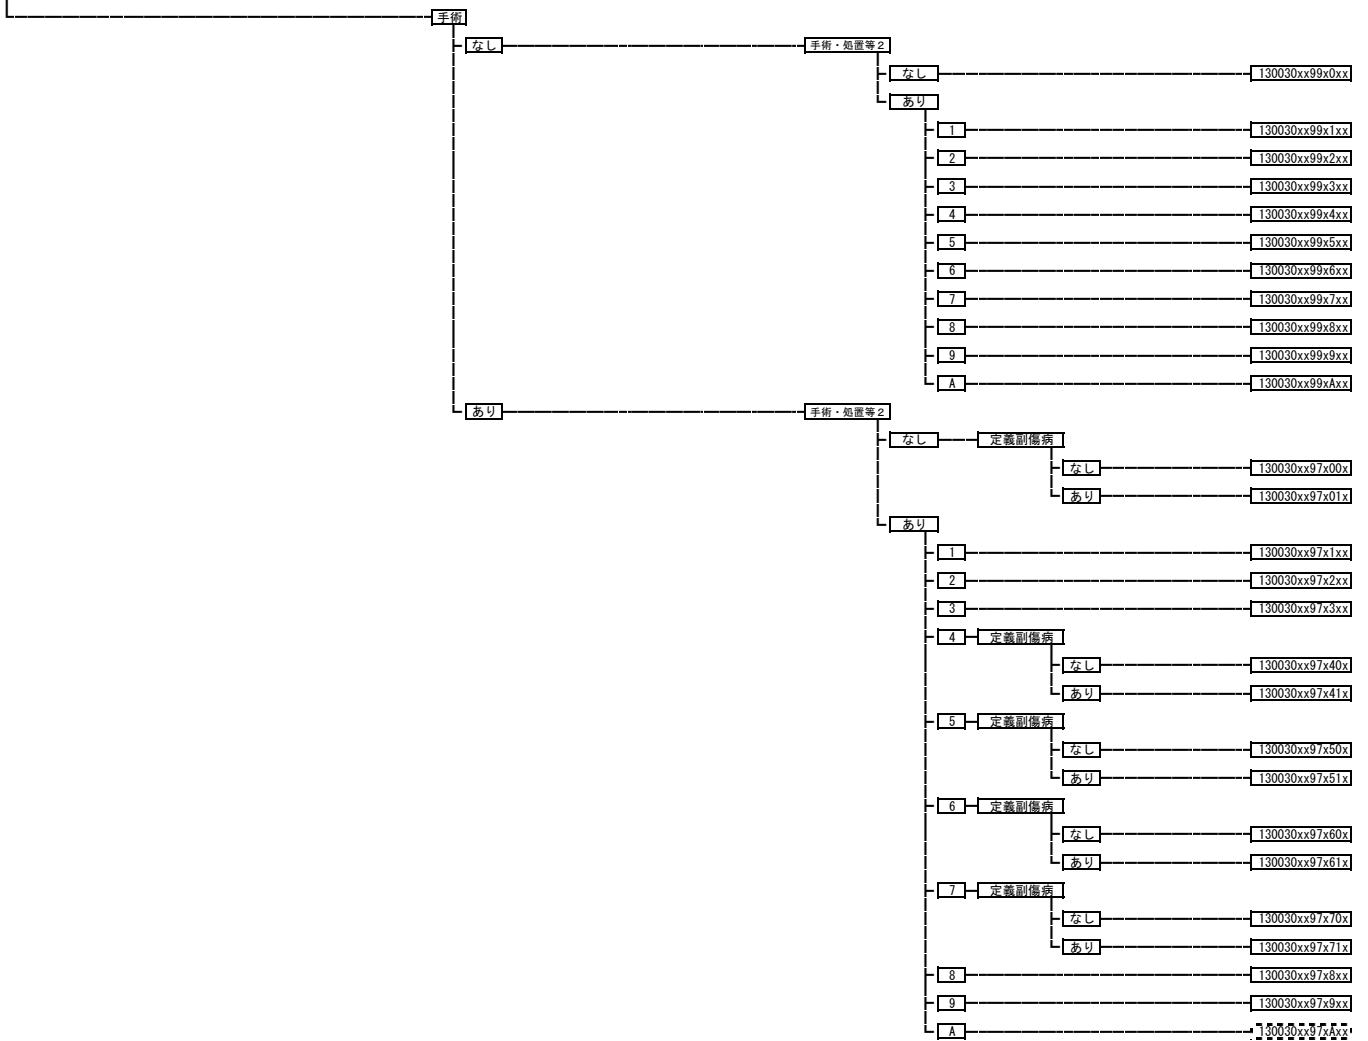 手術
なし 手術・処置等2
なし 130030xx99x0xx
あり
1 130030xx99x1xx
2 130030xx99x2xx
3 130030xx99x3xx
4 130030xx99x4xx
5 130030xx99x5xx
6 130030xx99x6xx
7 130030xx99x7xx
8 130030xx99x8xx
9 130030xx99x9xx
A 130030xx99xAxx
あり 手術・処置等2
なし 定義副傷病
なし 130030xx97x00x
あり 130030xx97x01x
あり
1 130030xx97x1xx
2 130030xx97x2xx
3 130030xx97x3xx
4 定義副傷病
なし 130030xx97x40x
あり 130030xx97x41x
5 定義副傷病
なし 130030xx97x50x
あり 130030xx97x51x
6 定義副傷病
なし 130030xx97x60x
あり 130030xx97x61x
7 定義副傷病
なし 130030xx97x70x
あり 130030xx97x71x
8 130030xx97x8xx
9 130030xx97x9xx
A 130030xx97xAxx